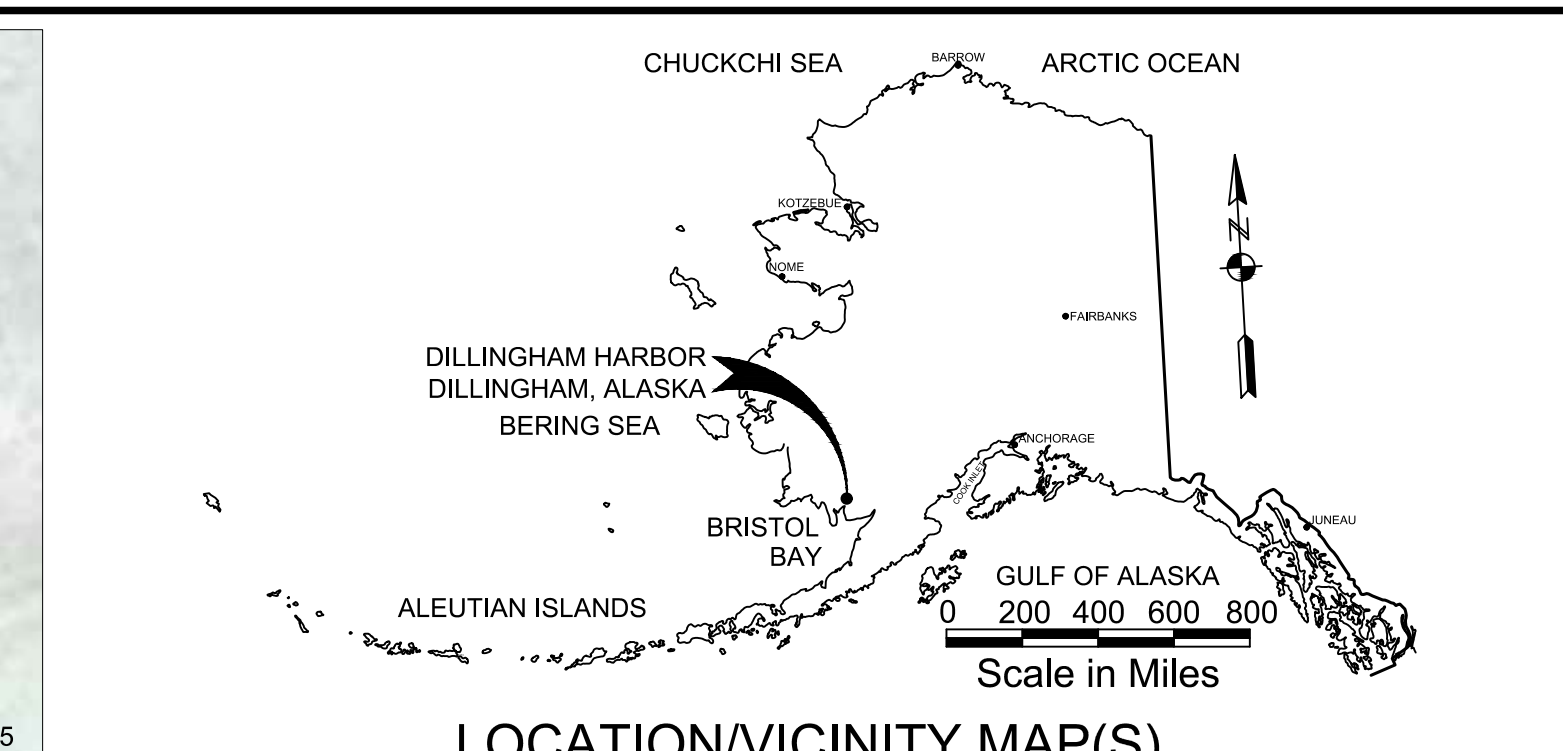 CHUCKCHI SEA
BARROW
ARCTIC OCEAN
KOTZEBUE
N
NOME
FAIRBANKS
DILLINGHAM HARBOR
DILLINGHAM, ALASKA
BERING SEA
ANCHORAGE
COOK INLET
BRISTOL
BAY
JUNEAU
GULF OF ALASKA
ALEUTIAN ISLANDS
0 200 400 600 800
Scale in Miles
5
LOCATION/VICINITY MAP(S)